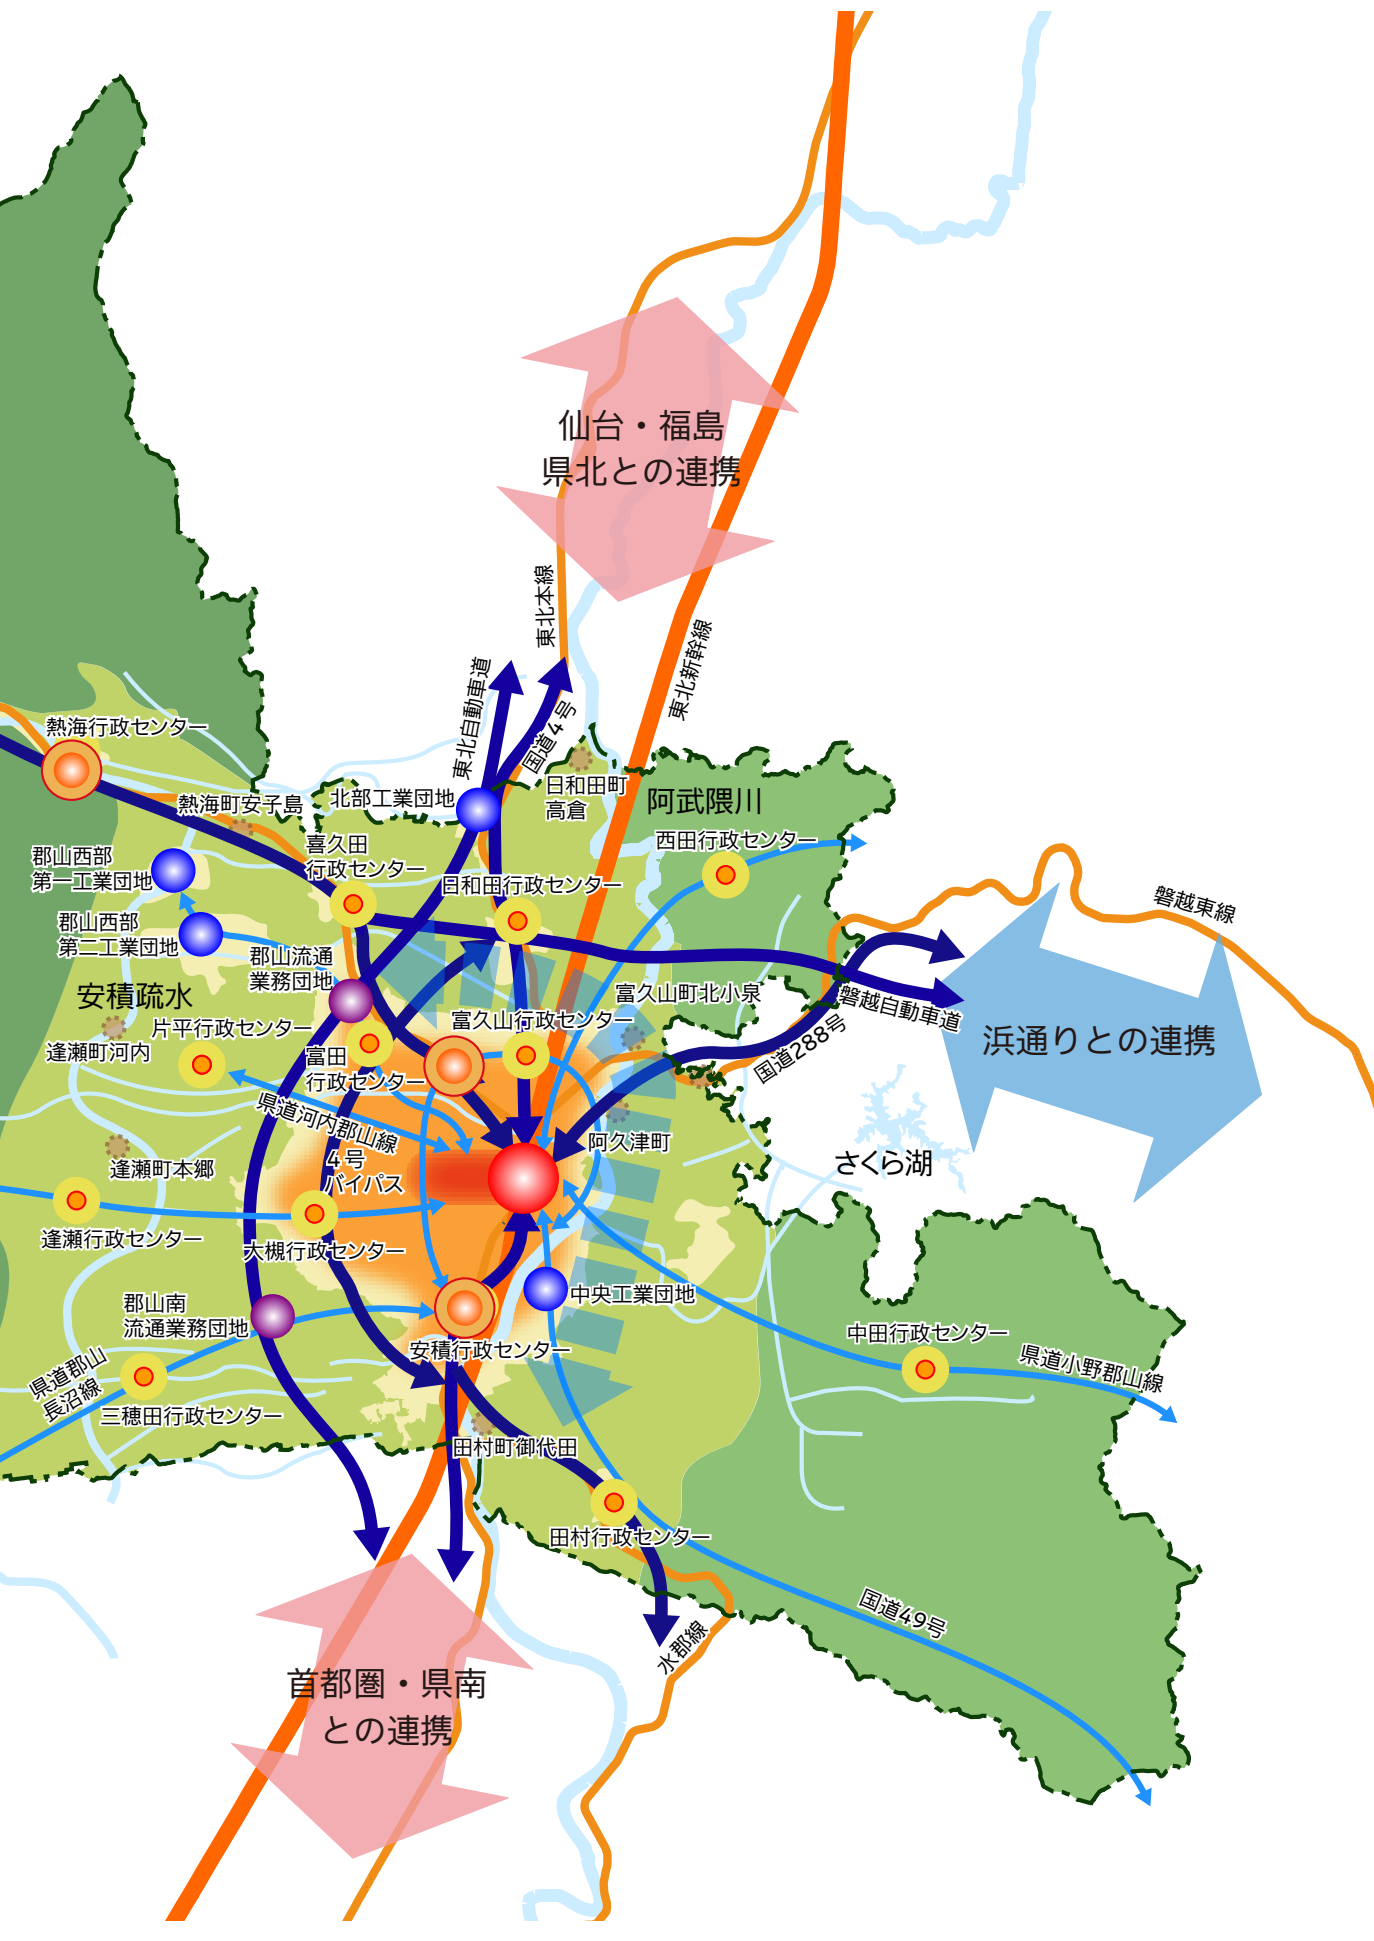 仙台・福島
県北との連携
東北本線
東北新幹線
東北自動車道
国道4号
熱海行政センター
熱海町安子島
北部工業団地
日和田町
高倉
阿武隈川
西田行政センター
喜久田
行政センター
郡山西部
第一工業団地
日和田行政センター
磐越東線
郡山西部
第二工業団地
郡山流通
業務団地
安積疏水
富久山町北小泉
磐越自動車道
片平行政センター
富久山行政センター
国道288号
浜通りとの連携
逢瀬町河内
富田
行政センター
県道河内郡山線
阿久津町
さくら湖
逢瀬町本郷
4号
バイパス
逢瀬行政センター
大槻行政センター
中央工業団地
郡山南
流通業務団地
安積行政センター
中田行政センター
県道小野郡山線
県道郡山
長沼線
三穂田行政センター
田村町御代田
田村行政センター
国道49号
水郡線
首都圏・県南
との連携